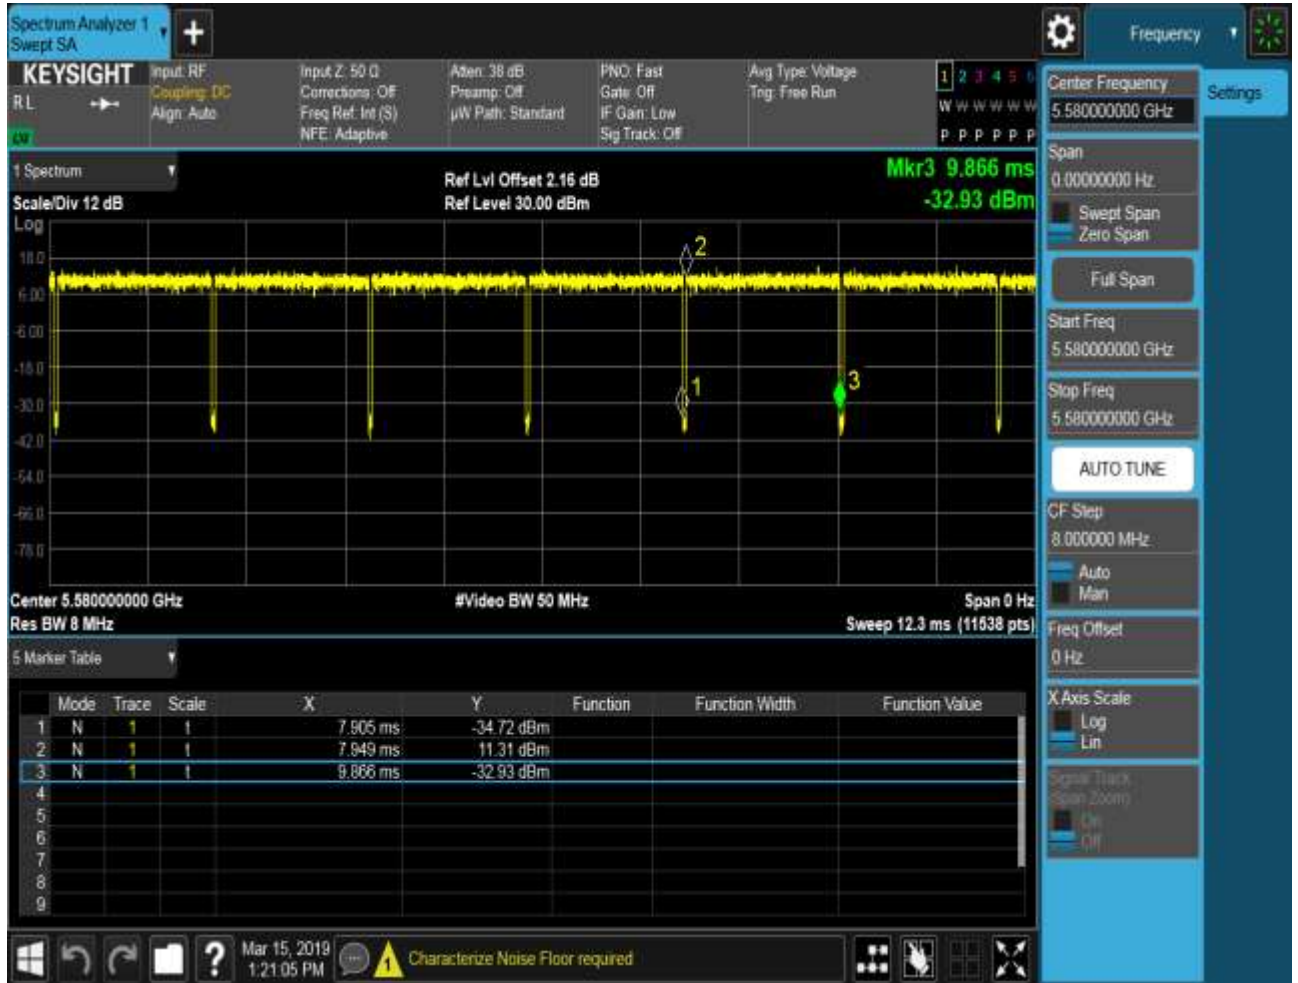 Spectrum Analyzer 1
Swept SA
+
Frequency
KEYSIGHT
R L
Input: RF
Coupling: DC
Align: Auto
Input Z: 50 Ω
Corrections: Off
Freq Ref: Int (S)
NFE: Adaptive
Atten: 38 dB
Preamp: Off
µW Path: Standard
PNO: Fast
Gate: Off
IF Gain: Low
Sig Track: Off
Avg Type: Voltage
Trig: Free Run
1 2 3 4 5 6
W W W W W W
P P P P P P
1 Spectrum
Scale/Div 12 dB
Ref Lvl Offset 2.16 dB
Ref Level 30.00 dBm
Mkr3 9.866 ms
-32.93 dBm
Log
18.0
6.00
-6.00
-18.0
-30.0
-42.0
-54.0
-66.0
-78.0
2
1
3
Center 5.580000000 GHz
#Video BW 50 MHz
Span 0 Hz
Res BW 8 MHz
Sweep 12.3 ms (11538 pts)
5 Marker Table
Mode Trace Scale X Y Function Function Width Function Value
1 N 1 t 7.905 ms -34.72 dBm
2 N 1 t 7.949 ms 11.31 dBm
3 N 1 t 9.866 ms -32.93 dBm
4
5
6
7
8
9
Mar 15, 2019
1:21:05 PM
?
1
Characterize Noise Floor required
Settings
Center Frequency
5.580000000 GHz
Span
0.00000000 Hz
Swept Span
Zero Span
Full Span
Start Freq
5.580000000 GHz
Stop Freq
5.580000000 GHz
AUTO TUNE
CF Step
8.000000 MHz
Auto
Man
Freq Offset
0 Hz
X Axis Scale
Log
Lin
Signal Track
(Span Zoom)
On
Off